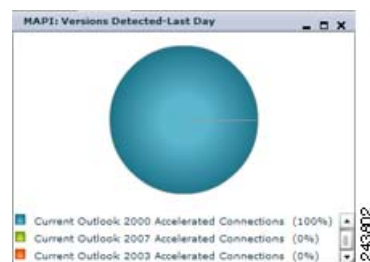 MAPI: Versions Detected-Last Day
Current Outlook 2000 Accelerated Connections (100%)
Current Outlook 2007 Accelerated Connections (0%)
Current Outlook 2003 Accelerated Connections (0%)
243802